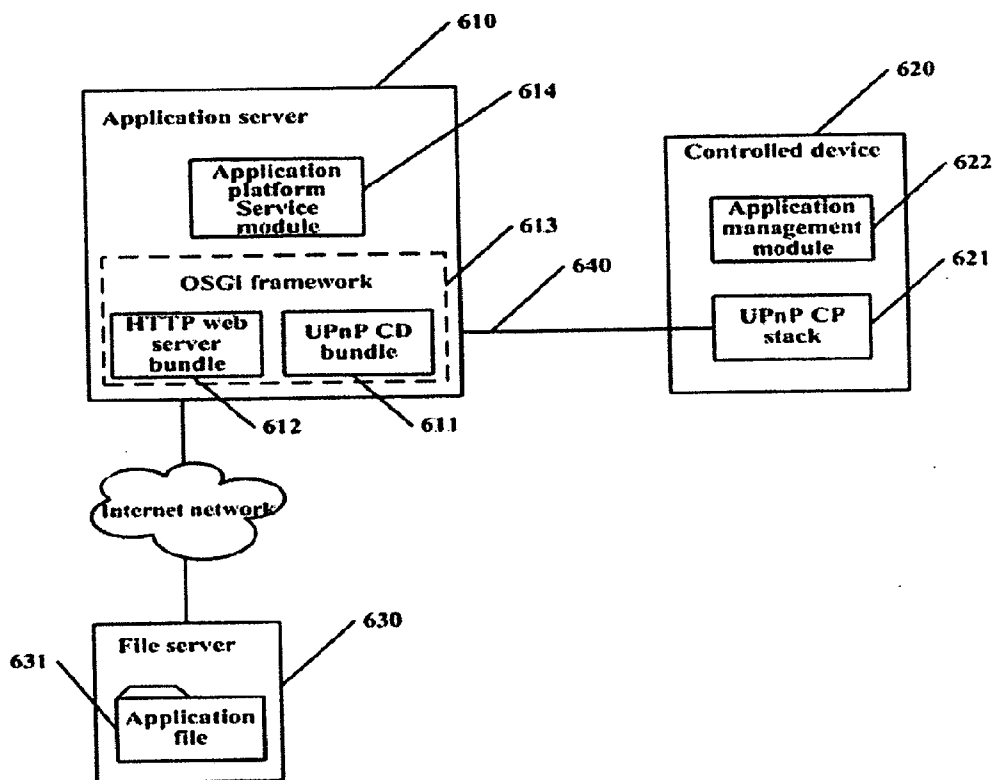 610
Application server
614
Application
platform
Service
module
613
OSGI framework
HTTP web
server
bundle
UPnP CD
bundle
612
611
640
620
Controlled device
622
Application
management
module
621
UPnP CP
stack
Internet network
630
File server
631
Application
file